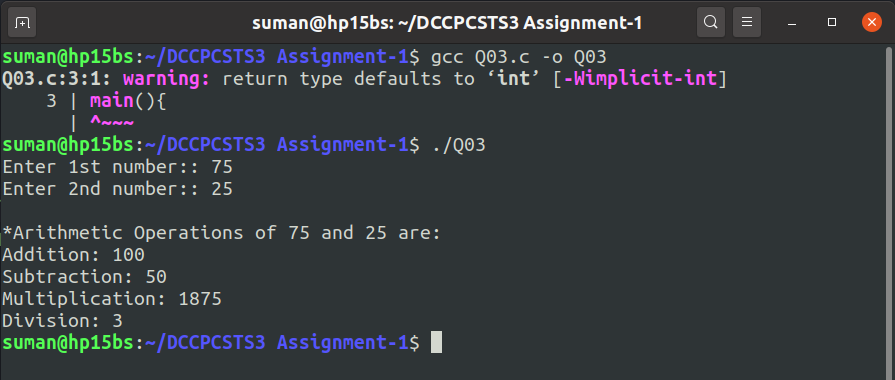 suman@hp15bs: ~/DCCPCSTS3 Assignment-1
suman@hp15bs:~/DCCPCSTS3 Assignment-1$ gcc Q03.c -o Q03
Q03.c:3:1: warning: return type defaults to ‘int’ [-Wimplicit-int]
    3 | main(){
      | ^~~~
suman@hp15bs:~/DCCPCSTS3 Assignment-1$ ./Q03
Enter 1st number:: 75
Enter 2nd number:: 25

*Arithmetic Operations of 75 and 25 are:
Addition: 100
Subtraction: 50
Multiplication: 1875
Division: 3
suman@hp15bs:~/DCCPCSTS3 Assignment-1$